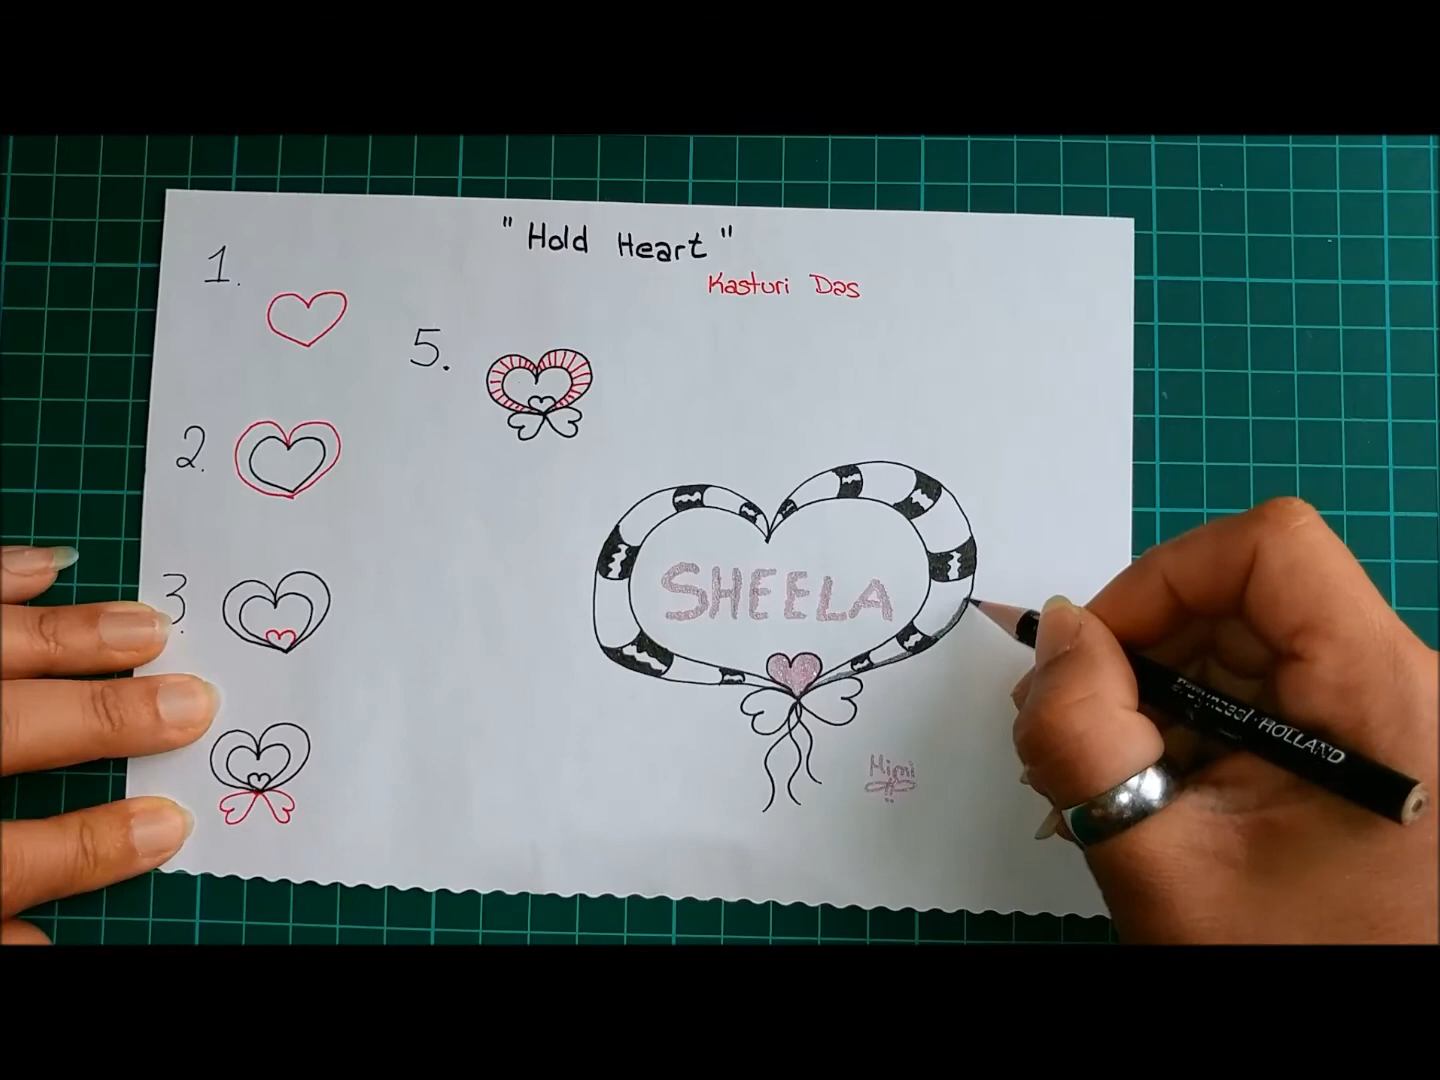 "Hold Heart"
Kasturi Das
1.
2.
3.
5.
SHEELA
Mimi
HOLLAND